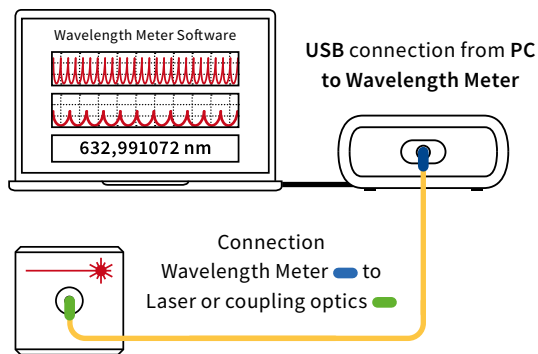 Wavelength Meter Software
632,991072 nm
USB connection from PC
to Wavelength Meter
Connection
Wavelength Meter to
Laser or coupling optics